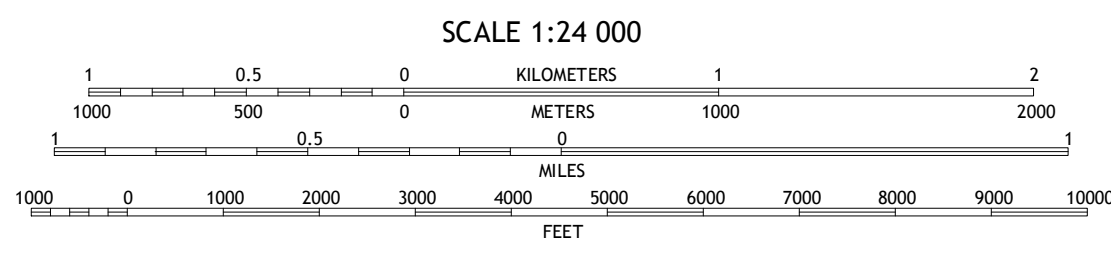 SCALE 1:24 000
1 0.5 0 KILOMETERS 1 2
1000 500 0 METERS 1000 2000
1 0.5 0 1
MILES
1000 0 1000 2000 3000 4000 5000 6000 7000 8000 9000 10000
FEET